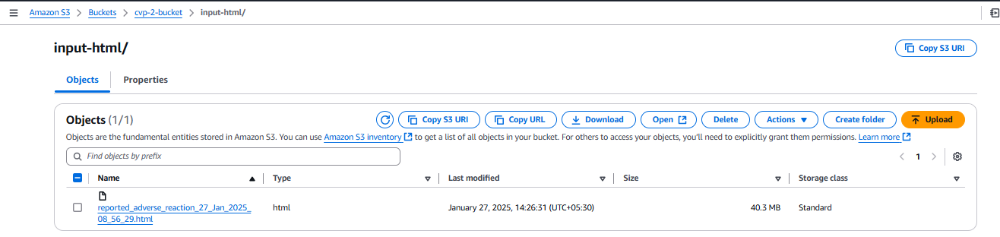 Amazon S3 > Buckets > cvp-2-bucket > input-html/
input-html/
Copy S3 URI
Objects
Properties
Objects (1/1)
Copy S3 URI
Copy URL
Download
Open
Delete
Actions
Create folder
Upload
Objects are the fundamental entities stored in Amazon S3. You can use Amazon S3 inventory to get a list of all objects in your bucket. For others to access your objects, you'll need to explicitly grant them permissions. Learn more
Find objects by prefix
1
Name
Type
Last modified
Size
Storage class
reported_adverse_reaction_27_Jan_2025_
08_56_29.html
html
January 27, 2025, 14:26:31 (UTC+05:30)
40.3 MB
Standard